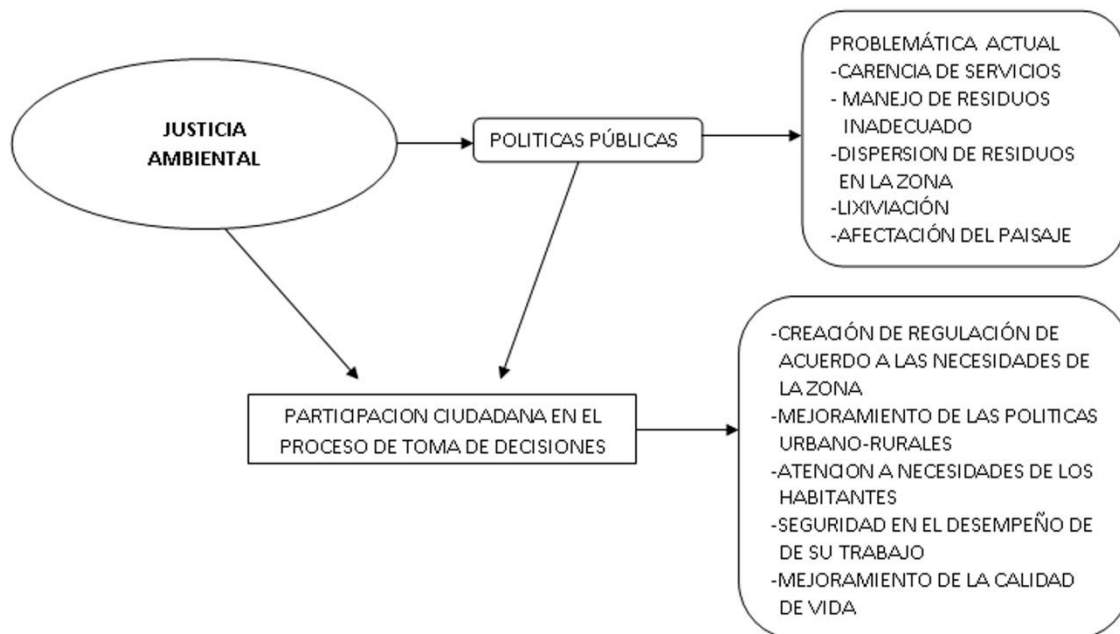 JUSTICIA
AMBIENTAL
POLITICAS PÚBLICAS
PROBLEMÁTICA ACTUAL
-CARENCIA DE SERVICIOS
- MANEJO DE RESIDUOS
INADECUADO
-DISPERSION DE RESIDUOS
EN LA ZONA
-LIXIVIACIÓN
-AFECTACIÓN DEL PAISAJE
PARTICIPACION CIUDADANA EN EL
PROCESO DE TOMA DE DECISIONES
-CREACIÓN DE REGULACIÓN DE
ACUERDO A LAS NECESIDADES DE
LA ZONA
-MEJORAMIENTO DE LAS POLITICAS
URBANO-RURALES
-ATENCION A NECESIDADES DE LOS
HABITANTES
-SEGURIDAD EN EL DESEMPEÑO DE
DE SU TRABAJO
-MEJORAMIENTO DE LA CALIDAD
DE VIDA